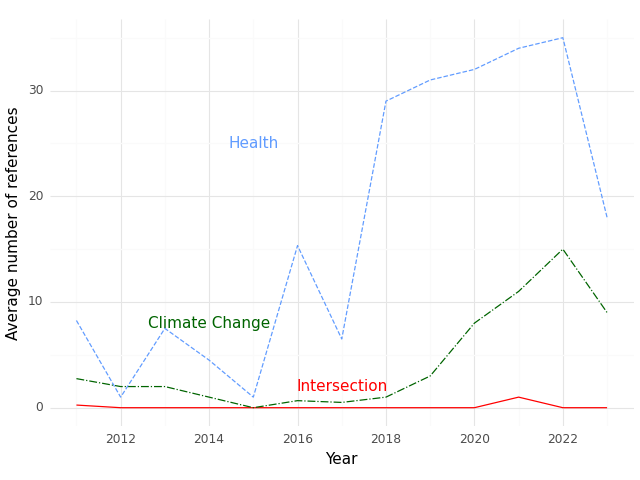 Average number of references
30
20
10
0
Health
Climate Change
Intersection
2012
2014
2016
2018
2020
2022
Year